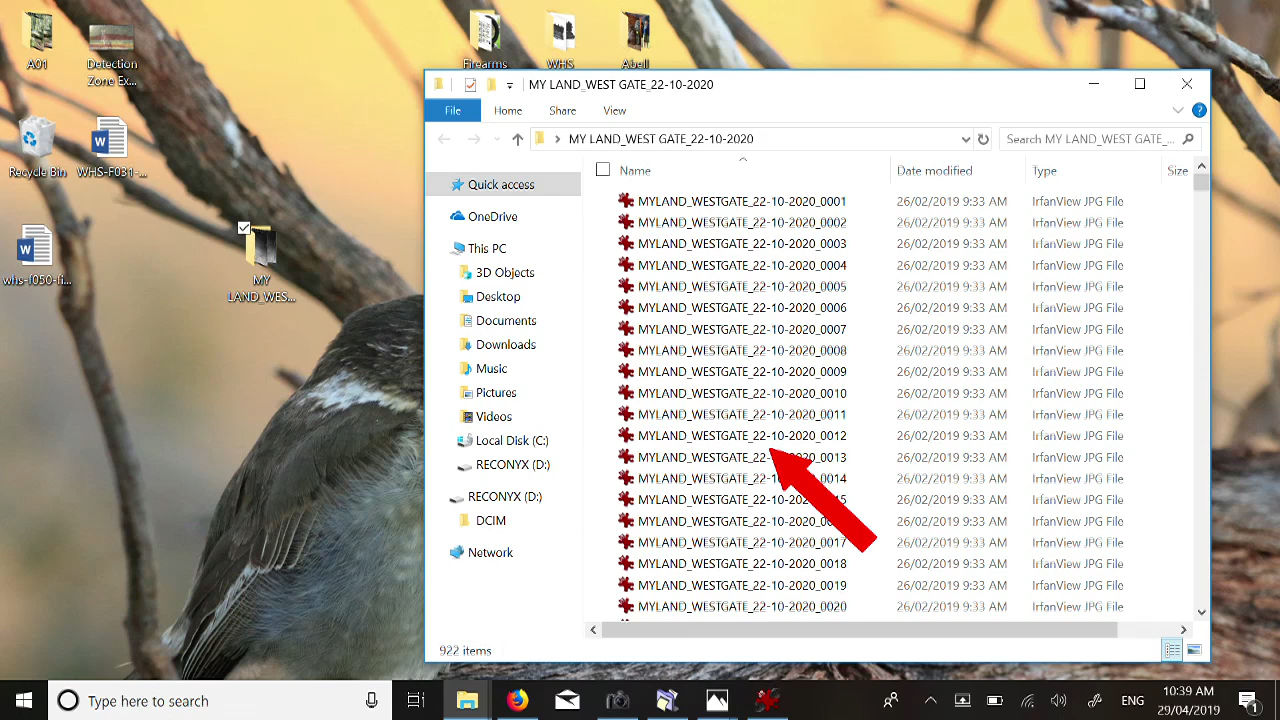 A01
Detection
Zone Ex...
Firearms
WHS
Abell
Recycle Bin
WHS-F031-...
whs-f050-fi...
MY
LAND_WES...
MY LAND_WEST GATE_22-10-2020
File
Home
Share
View
MY LAND_WEST GATE_22-10-2020
Search MY LAND_WEST GATE_...
Quick access
OneDrive
This PC
3D Objects
Desktop
Documents
Downloads
Music
Pictures
Videos
Local Disk (C:)
RECONYX (D:)
RECONYX (D:)
DCIM
Network
Name Date modified Type Size
MYLAND_WESTGATE_22-10-2020_0001 26/02/2019 9:33 AM IrfanView JPG File
MYLAND_WESTGATE_22-10-2020_0002 26/02/2019 9:33 AM IrfanView JPG File
MYLAND_WESTGATE_22-10-2020_0003 26/02/2019 9:33 AM IrfanView JPG File
MYLAND_WESTGATE_22-10-2020_0004 26/02/2019 9:33 AM IrfanView JPG File
MYLAND_WESTGATE_22-10-2020_0005 26/02/2019 9:33 AM IrfanView JPG File
MYLAND_WESTGATE_22-10-2020_0006 26/02/2019 9:33 AM IrfanView JPG File
MYLAND_WESTGATE_22-10-2020_0007 26/02/2019 9:33 AM IrfanView JPG File
MYLAND_WESTGATE_22-10-2020_0008 26/02/2019 9:33 AM IrfanView JPG File
MYLAND_WESTGATE_22-10-2020_0009 26/02/2019 9:33 AM IrfanView JPG File
MYLAND_WESTGATE_22-10-2020_0010 26/02/2019 9:33 AM IrfanView JPG File
MYLAND_WESTGATE_22-10-2020_0011 26/02/2019 9:33 AM IrfanView JPG File
MYLAND_WESTGATE_22-10-2020_0012 26/02/2019 9:33 AM IrfanView JPG File
MYLAND_WESTGATE_22-10-2020_0013 26/02/2019 9:33 AM IrfanView JPG File
MYLAND_WESTGATE_22-1 0014 26/02/2019 9:33 AM IrfanView JPG File
MYLAND_WESTGATE_22-10 15 26/02/2019 9:33 AM IrfanView JPG File
MYLAND_WESTGATE_22-10-20 26/02/2019 9:33 AM IrfanView JPG File
MYLAND_WESTGATE_22-10-2020_0017 26/02/2019 9:33 AM IrfanView JPG File
MYLAND_WESTGATE_22-10-2020_0018 26/02/2019 9:33 AM IrfanView JPG File
MYLAND_WESTGATE_22-10-2020_0019 26/02/2019 9:33 AM IrfanView JPG File
MYLAND_WESTGATE_22-10-2020_0020 26/02/2019 9:33 AM IrfanView JPG File
922 items
Type here to search
ENG
10:39 AM
29/04/2019
1